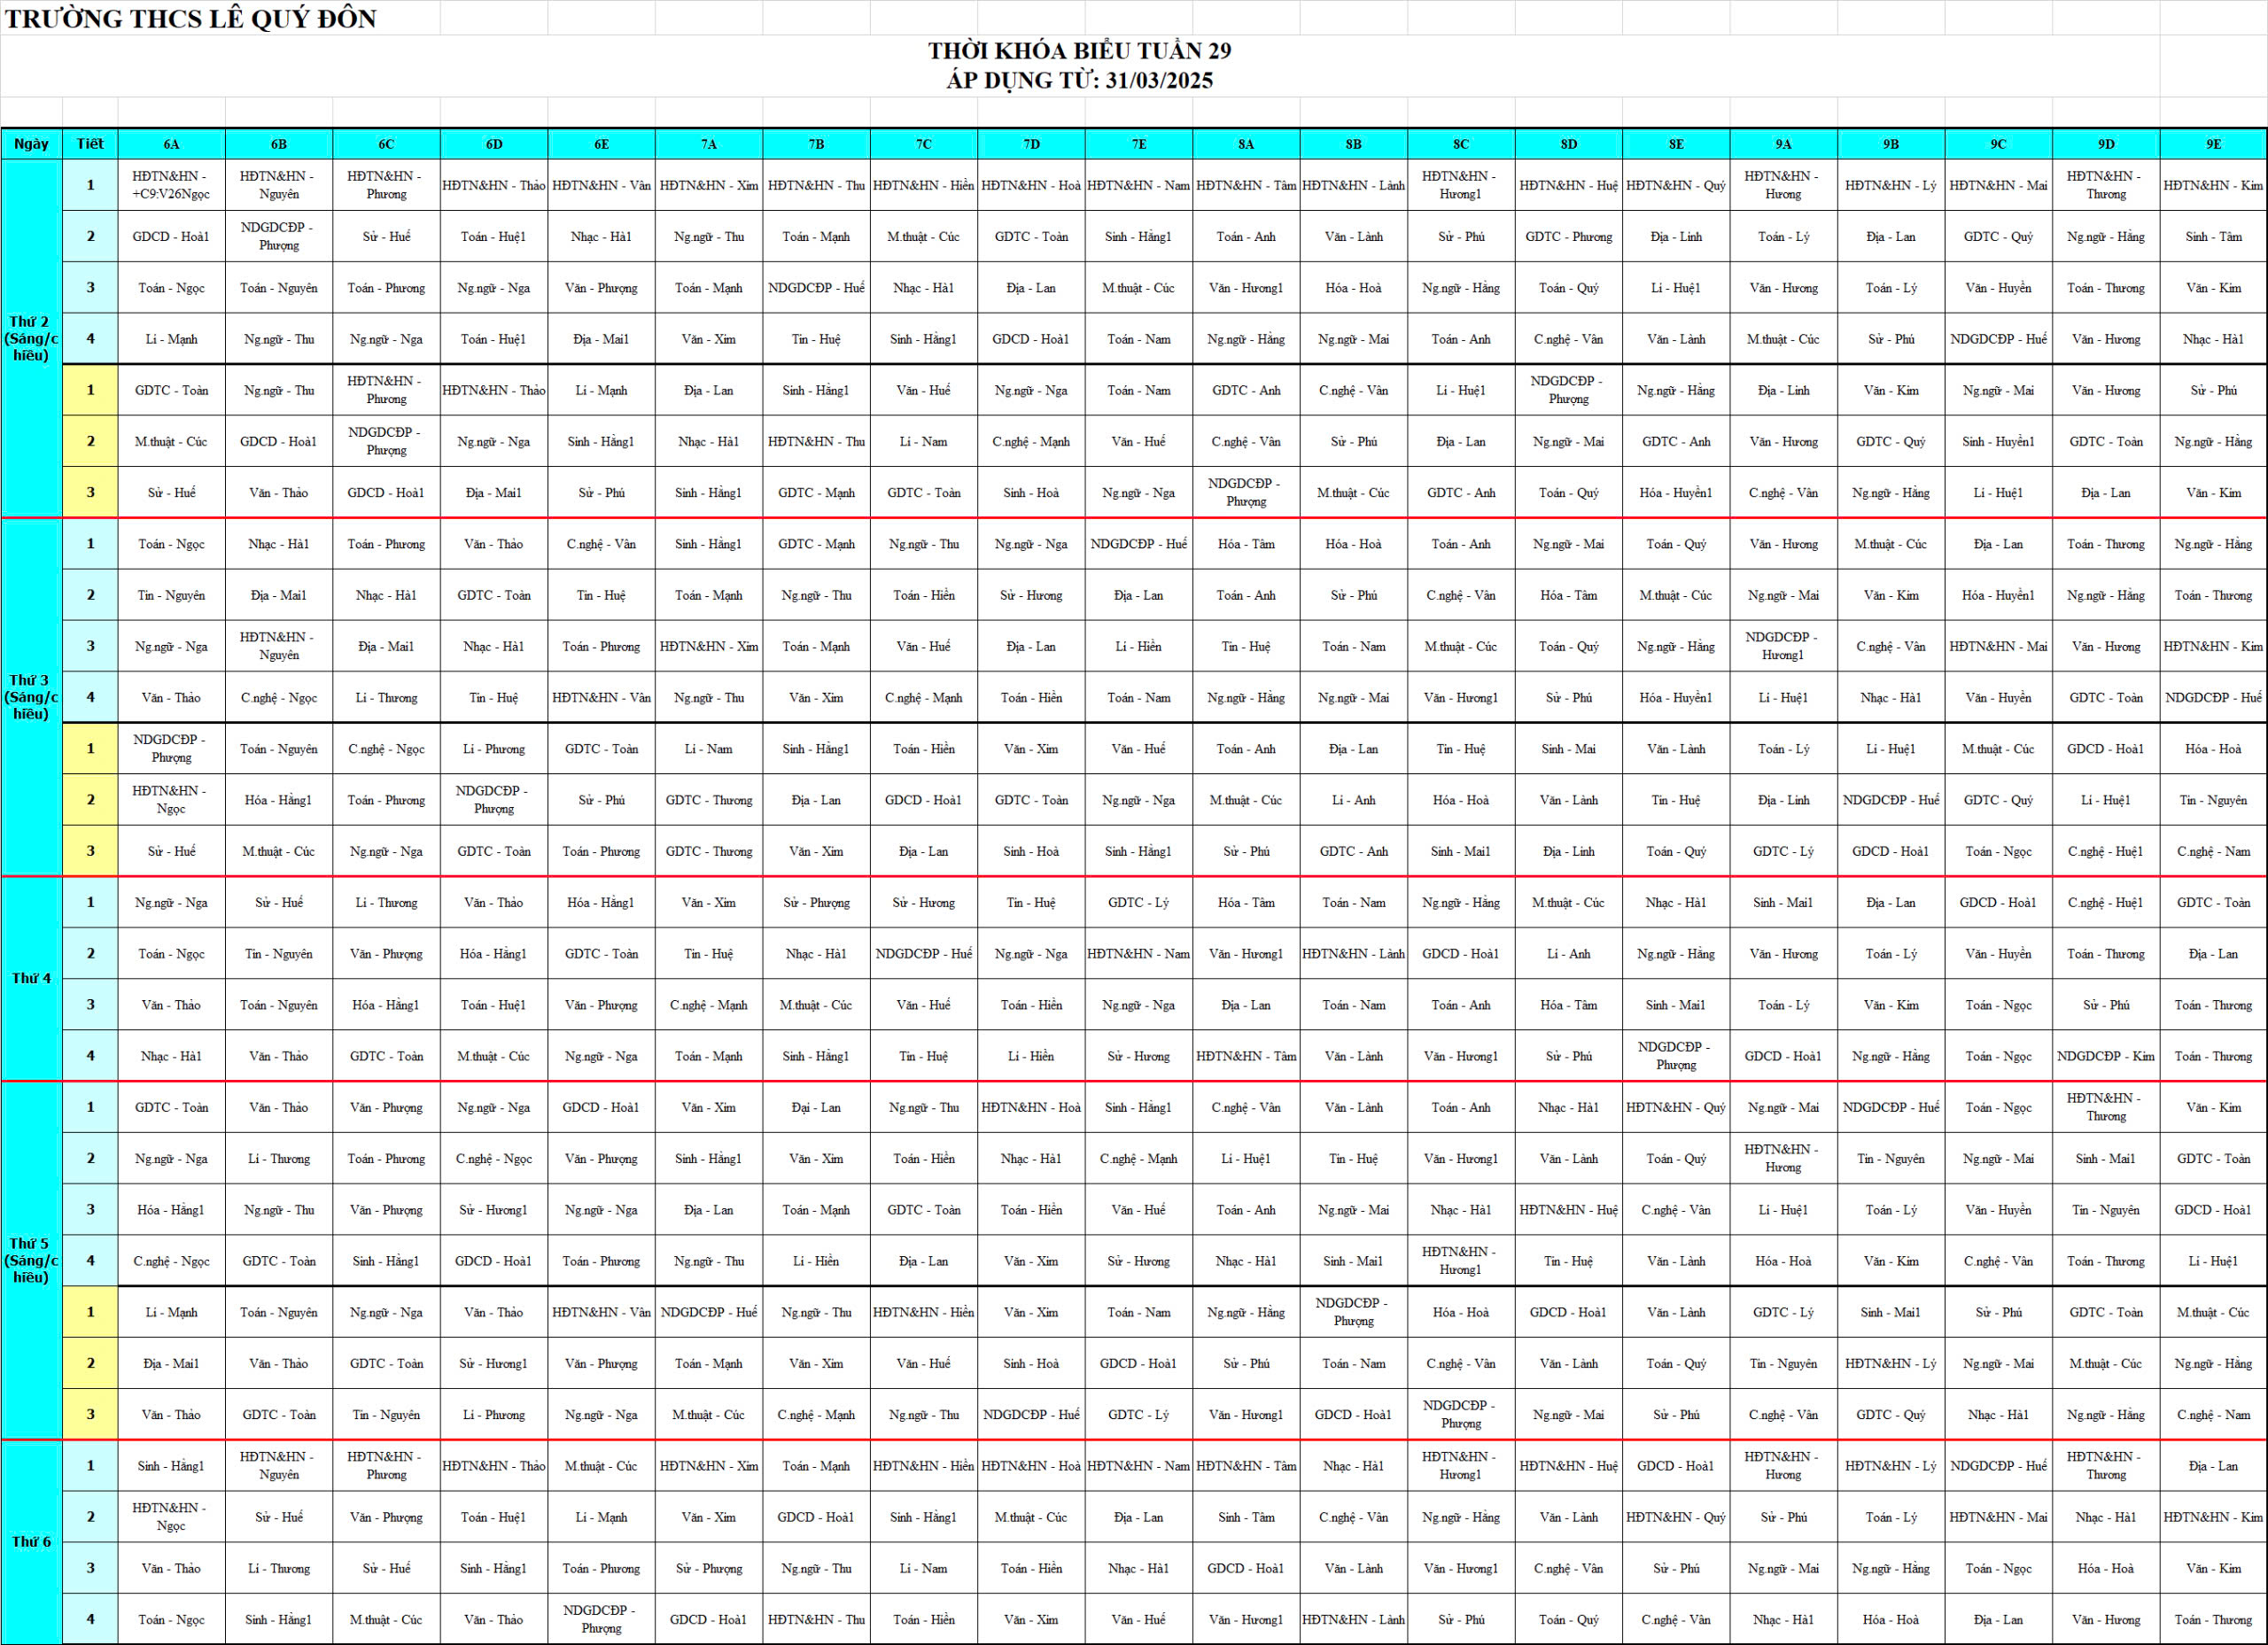 TRƯỜNG THCS LÊ QUÝ ĐÔN
THỜI KHÓA BIỂU TUẦN 29
ÁP DỤNG TỪ: 31/03/2025
Ngày Tiết 6A 6B 6C 6D 6E 7A 7B 7C 7D 7E 8A 8B 8C 8D 8E 9A 9B 9C 9D 9E
Thứ 2 (Sáng/chiều)
1 HĐTN&HN - +C9:V26Ngọc HĐTN&HN - Nguyên HĐTN&HN - Phương HĐTN&HN - Thảo HĐTN&HN - Vân HĐTN&HN - Xim HĐTN&HN - Thu HĐTN&HN - Hiền HĐTN&HN - Hoà HĐTN&HN - Nam HĐTN&HN - Tâm HĐTN&HN - Lành HĐTN&HN - Hương1 HĐTN&HN - Huệ HĐTN&HN - Quý HĐTN&HN - Hương HĐTN&HN - Lý HĐTN&HN - Mai HĐTN&HN - Thương HĐTN&HN - Kim
2 GDCD - Hoà1 NDGDCĐP - Phượng Sử - Huế Toán - Huệ1 Nhạc - Hà1 Ng.ngữ - Thu Toán - Mạnh M.thuật - Cúc GDTC - Toàn Sinh - Hằng1 Toán - Anh Văn - Lành Sử - Phú GDTC - Phương Địa - Linh Toán - Lý Địa - Lan GDTC - Quý Ng.ngữ - Hằng Sinh - Tâm
3 Toán - Ngọc Toán - Nguyên Toán - Phương Ng.ngữ - Nga Văn - Phượng Toán - Mạnh NDGDCĐP - Huế Nhạc - Hà1 Địa - Lan M.thuật - Cúc Văn - Hương1 Hóa - Hoà Ng.ngữ - Hằng Toán - Quý Lí - Huệ1 Văn - Hương Toán - Lý Văn - Huyền Toán - Thương Văn - Kim
4 Lí - Mạnh Ng.ngữ - Thu Ng.ngữ - Nga Toán - Huệ1 Địa - Mai1 Văn - Xim Tin - Huệ Sinh - Hằng1 GDCD - Hoà1 Toán - Nam Ng.ngữ - Hằng Ng.ngữ - Mai Toán - Anh C.nghệ - Vân Văn - Lành M.thuật - Cúc Sử - Phú NDGDCĐP - Huế Văn - Hương Nhạc - Hà1
1 GDTC - Toàn Ng.ngữ - Thu HĐTN&HN - Phương HĐTN&HN - Thảo Lí - Mạnh Địa - Lan Sinh - Hằng1 Văn - Huế Ng.ngữ - Nga Toán - Nam GDTC - Anh C.nghệ - Vân Lí - Huệ1 NDGDCĐP - Phượng Ng.ngữ - Hằng Địa - Linh Văn - Kim Ng.ngữ - Mai Văn - Hương Sử - Phú
2 M.thuật - Cúc GDCD - Hoà1 NDGDCĐP - Phượng Ng.ngữ - Nga Sinh - Hằng1 Nhạc - Hà1 HĐTN&HN - Thu Lí - Nam C.nghệ - Mạnh Văn - Huế C.nghệ - Vân Sử - Phú Địa - Lan Ng.ngữ - Mai GDTC - Anh Văn - Hương GDTC - Quý Sinh - Huyền1 GDTC - Toàn Ng.ngữ - Hằng
3 Sử - Huế Văn - Thảo GDCD - Hoà1 Địa - Mai1 Sử - Phú Sinh - Hằng1 GDTC - Mạnh GDTC - Toàn Sinh - Hoà Ng.ngữ - Nga NDGDCĐP - Phượng M.thuật - Cúc GDTC - Anh Toán - Quý Hóa - Huyền1 C.nghệ - Vân Ng.ngữ - Hằng Lí - Huệ1 Địa - Lan Văn - Kim
Thứ 3 (Sáng/chiều)
1 Toán - Ngọc Nhạc - Hà1 Toán - Phương Văn - Thảo C.nghệ - Vân Sinh - Hằng1 GDTC - Mạnh Ng.ngữ - Thu Ng.ngữ - Nga NDGDCĐP - Huế Hóa - Tâm Hóa - Hoà Toán - Anh Ng.ngữ - Mai Toán - Quý Văn - Hương M.thuật - Cúc Địa - Lan Toán - Thương Ng.ngữ - Hằng
2 Tin - Nguyên Địa - Mai1 Nhạc - Hà1 GDTC - Toàn Tin - Huệ Toán - Mạnh Ng.ngữ - Thu Toán - Hiền Sử - Hương Địa - Lan Toán - Anh Sử - Phú C.nghệ - Vân Hóa - Tâm M.thuật - Cúc Ng.ngữ - Mai Văn - Kim Hóa - Huyền1 Ng.ngữ - Hằng Toán - Thương
3 Ng.ngữ - Nga HĐTN&HN - Nguyên Địa - Mai1 Nhạc - Hà1 Toán - Phương HĐTN&HN - Xim Toán - Mạnh Văn - Huế Địa - Lan Lí - Hiền Tin - Huệ Toán - Nam M.thuật - Cúc Toán - Quý Ng.ngữ - Hằng NDGDCĐP - Hương1 C.nghệ - Vân HĐTN&HN - Mai Văn - Hương HĐTN&HN - Kim
4 Văn - Thảo C.nghệ - Ngọc Lí - Thương Tin - Huệ HĐTN&HN - Vân Ng.ngữ - Thu Văn - Xim C.nghệ - Mạnh Toán - Hiền Toán - Nam Ng.ngữ - Hằng Ng.ngữ - Mai Văn - Hương1 Sử - Phú Hóa - Huyền1 Lí - Huệ1 Nhạc - Hà1 Văn - Huyền GDTC - Toàn NDGDCĐP - Huế
1 NDGDCĐP - Phượng Toán - Nguyên C.nghệ - Ngọc Lí - Phương GDTC - Toàn Lí - Nam Sinh - Hằng1 Toán - Hiền Văn - Xim Văn - Huế Toán - Anh Địa - Lan Tin - Huệ Sinh - Mai Văn - Lành Toán - Lý Lí - Huệ1 M.thuật - Cúc GDCD - Hoà1 Hóa - Hoà
2 HĐTN&HN - Ngọc Hóa - Hằng1 Toán - Phương NDGDCĐP - Phượng Sử - Phú GDTC - Thương Địa - Lan GDCD - Hoà1 GDTC - Toàn Ng.ngữ - Nga M.thuật - Cúc Lí - Anh Hóa - Hoà Văn - Lành Tin - Huệ Địa - Linh NDGDCĐP - Huế GDTC - Quý Lí - Huệ1 Tin - Nguyên
3 Sử - Huế M.thuật - Cúc Ng.ngữ - Nga GDTC - Toàn Toán - Phương GDTC - Thương Văn - Xim Địa - Lan Sinh - Hoà Sinh - Hằng1 Sử - Phú GDTC - Anh Sinh - Mai1 Địa - Linh Toán - Quý GDTC - Lý GDCD - Hoà1 Toán - Ngọc C.nghệ - Huệ1 C.nghệ - Nam
Thứ 4
1 Ng.ngữ - Nga Sử - Huế Lí - Thương Văn - Thảo Hóa - Hằng1 Văn - Xim Sử - Phượng Sử - Hương Tin - Huệ GDTC - Lý Hóa - Tâm Toán - Nam Ng.ngữ - Hằng M.thuật - Cúc Nhạc - Hà1 Sinh - Mai1 Địa - Lan GDCD - Hoà1 C.nghệ - Huệ1 GDTC - Toàn
2 Toán - Ngọc Tin - Nguyên Văn - Phượng Hóa - Hằng1 GDTC - Toàn Tin - Huệ Nhạc - Hà1 NDGDCĐP - Huế Ng.ngữ - Nga HĐTN&HN - Nam Văn - Hương1 HĐTN&HN - Lành GDCD - Hoà1 Lí - Anh Ng.ngữ - Hằng Văn - Hương Toán - Lý Văn - Huyền Toán - Thương Địa - Lan
3 Văn - Thảo Toán - Nguyên Hóa - Hằng1 Toán - Huệ1 Văn - Phượng C.nghệ - Mạnh M.thuật - Cúc Văn - Huế Toán - Hiền Ng.ngữ - Nga Địa - Lan Toán - Nam Toán - Anh Hóa - Tâm Sinh - Mai1 Toán - Lý Văn - Kim Toán - Ngọc Sử - Phú Toán - Thương
4 Nhạc - Hà1 Văn - Thảo GDTC - Toàn M.thuật - Cúc Ng.ngữ - Nga Toán - Mạnh Sinh - Hằng1 Tin - Huệ Lí - Hiền Sử - Hương HĐTN&HN - Tâm Văn - Lành Văn - Hương1 Sử - Phú NDGDCĐP - Phượng GDCD - Hoà1 Ng.ngữ - Hằng Toán - Ngọc NDGDCĐP - Kim Toán - Thương
Thứ 5 (Sáng/chiều)
1 GDTC - Toàn Văn - Thảo Văn - Phượng Ng.ngữ - Nga GDCD - Hoà1 Văn - Xim Đại - Lan Ng.ngữ - Thu HĐTN&HN - Hoà Sinh - Hằng1 C.nghệ - Vân Văn - Lành Toán - Anh Nhạc - Hà1 HĐTN&HN - Quý Ng.ngữ - Mai NDGDCĐP - Huế Toán - Ngọc HĐTN&HN - Thương Văn - Kim
2 Ng.ngữ - Nga Lí - Thương Toán - Phương C.nghệ - Ngọc Văn - Phượng Sinh - Hằng1 Văn - Xim Toán - Hiền Nhạc - Hà1 C.nghệ - Mạnh Lí - Huệ1 Tin - Huệ Văn - Hương1 Văn - Lành Toán - Quý HĐTN&HN - Hương Tin - Nguyên Ng.ngữ - Mai Sinh - Mai1 GDTC - Toàn
3 Hóa - Hằng1 Ng.ngữ - Thu Văn - Phượng Sử - Hương1 Ng.ngữ - Nga Địa - Lan Toán - Mạnh GDTC - Toàn Toán - Hiền Văn - Huế Toán - Anh Ng.ngữ - Mai Nhạc - Hà1 HĐTN&HN - Huệ C.nghệ - Vân Lí - Huệ1 Toán - Lý Văn - Huyền Tin - Nguyên GDCD - Hoà1
4 C.nghệ - Ngọc GDTC - Toàn Sinh - Hằng1 GDCD - Hoà1 Toán - Phương Ng.ngữ - Thu Lí - Hiền Địa - Lan Văn - Xim Sử - Hương Nhạc - Hà1 Sinh - Mai1 HĐTN&HN - Hương1 Tin - Huệ Văn - Lành Hóa - Hoà Văn - Kim C.nghệ - Vân Toán - Thương Lí - Huệ1
1 Lí - Mạnh Toán - Nguyên Ng.ngữ - Nga Văn - Thảo HĐTN&HN - Vân NDGDCĐP - Huế Ng.ngữ - Thu HĐTN&HN - Hiền Văn - Xim Toán - Nam Ng.ngữ - Hằng NDGDCĐP - Phượng Hóa - Hoà GDCD - Hoà1 Văn - Lành GDTC - Lý Sinh - Mai1 Sử - Phú GDTC - Toàn M.thuật - Cúc
2 Địa - Mai1 Văn - Thảo GDTC - Toàn Sử - Hương1 Văn - Phượng Toán - Mạnh Văn - Xim Văn - Huế Sinh - Hoà GDCD - Hoà1 Sử - Phú Toán - Nam C.nghệ - Vân Văn - Lành Toán - Quý Tin - Nguyên HĐTN&HN - Lý Ng.ngữ - Mai M.thuật - Cúc Ng.ngữ - Hằng
3 Văn - Thảo GDTC - Toàn Tin - Nguyên Lí - Phương Ng.ngữ - Nga M.thuật - Cúc C.nghệ - Mạnh Ng.ngữ - Thu NDGDCĐP - Huế GDTC - Lý Văn - Hương1 GDCD - Hoà1 NDGDCĐP - Phượng Ng.ngữ - Mai Sử - Phú C.nghệ - Vân GDTC - Quý Nhạc - Hà1 Ng.ngữ - Hằng C.nghệ - Nam
Thứ 6
1 Sinh - Hằng1 HĐTN&HN - Nguyên HĐTN&HN - Phương HĐTN&HN - Thảo M.thuật - Cúc HĐTN&HN - Xim Toán - Mạnh HĐTN&HN - Hiền HĐTN&HN - Hoà HĐTN&HN - Nam HĐTN&HN - Tâm Nhạc - Hà1 HĐTN&HN - Hương1 HĐTN&HN - Huệ GDCD - Hoà1 HĐTN&HN - Hương HĐTN&HN - Lý NDGDCĐP - Huế HĐTN&HN - Thương Địa - Lan
2 HĐTN&HN - Ngọc Sử - Huế Văn - Phượng Toán - Huệ1 Lí - Mạnh Văn - Xim GDCD - Hoà1 Sinh - Hằng1 M.thuật - Cúc Địa - Lan Sinh - Tâm C.nghệ - Vân Ng.ngữ - Hằng Văn - Lành HĐTN&HN - Quý Sử - Phú Toán - Lý HĐTN&HN - Mai Nhạc - Hà1 HĐTN&HN - Kim
3 Văn - Thảo Lí - Thương Sử - Huế Sinh - Hằng1 Toán - Phương Sử - Phượng Ng.ngữ - Thu Lí - Nam Toán - Hiền Nhạc - Hà1 GDCD - Hoà1 Văn - Lành Văn - Hương1 C.nghệ - Vân Sử - Phú Ng.ngữ - Mai Ng.ngữ - Hằng Toán - Ngọc Hóa - Hoà Văn - Kim
4 Toán - Ngọc Sinh - Hằng1 M.thuật - Cúc Văn - Thảo NDGDCĐP - Phượng GDCD - Hoà1 HĐTN&HN - Thu Toán - Hiền Văn - Xim Văn - Huế Văn - Hương1 HĐTN&HN - Lành Sử - Phú Toán - Quý C.nghệ - Vân Nhạc - Hà1 Hóa - Hoà Địa - Lan Văn - Hương Toán - Thương